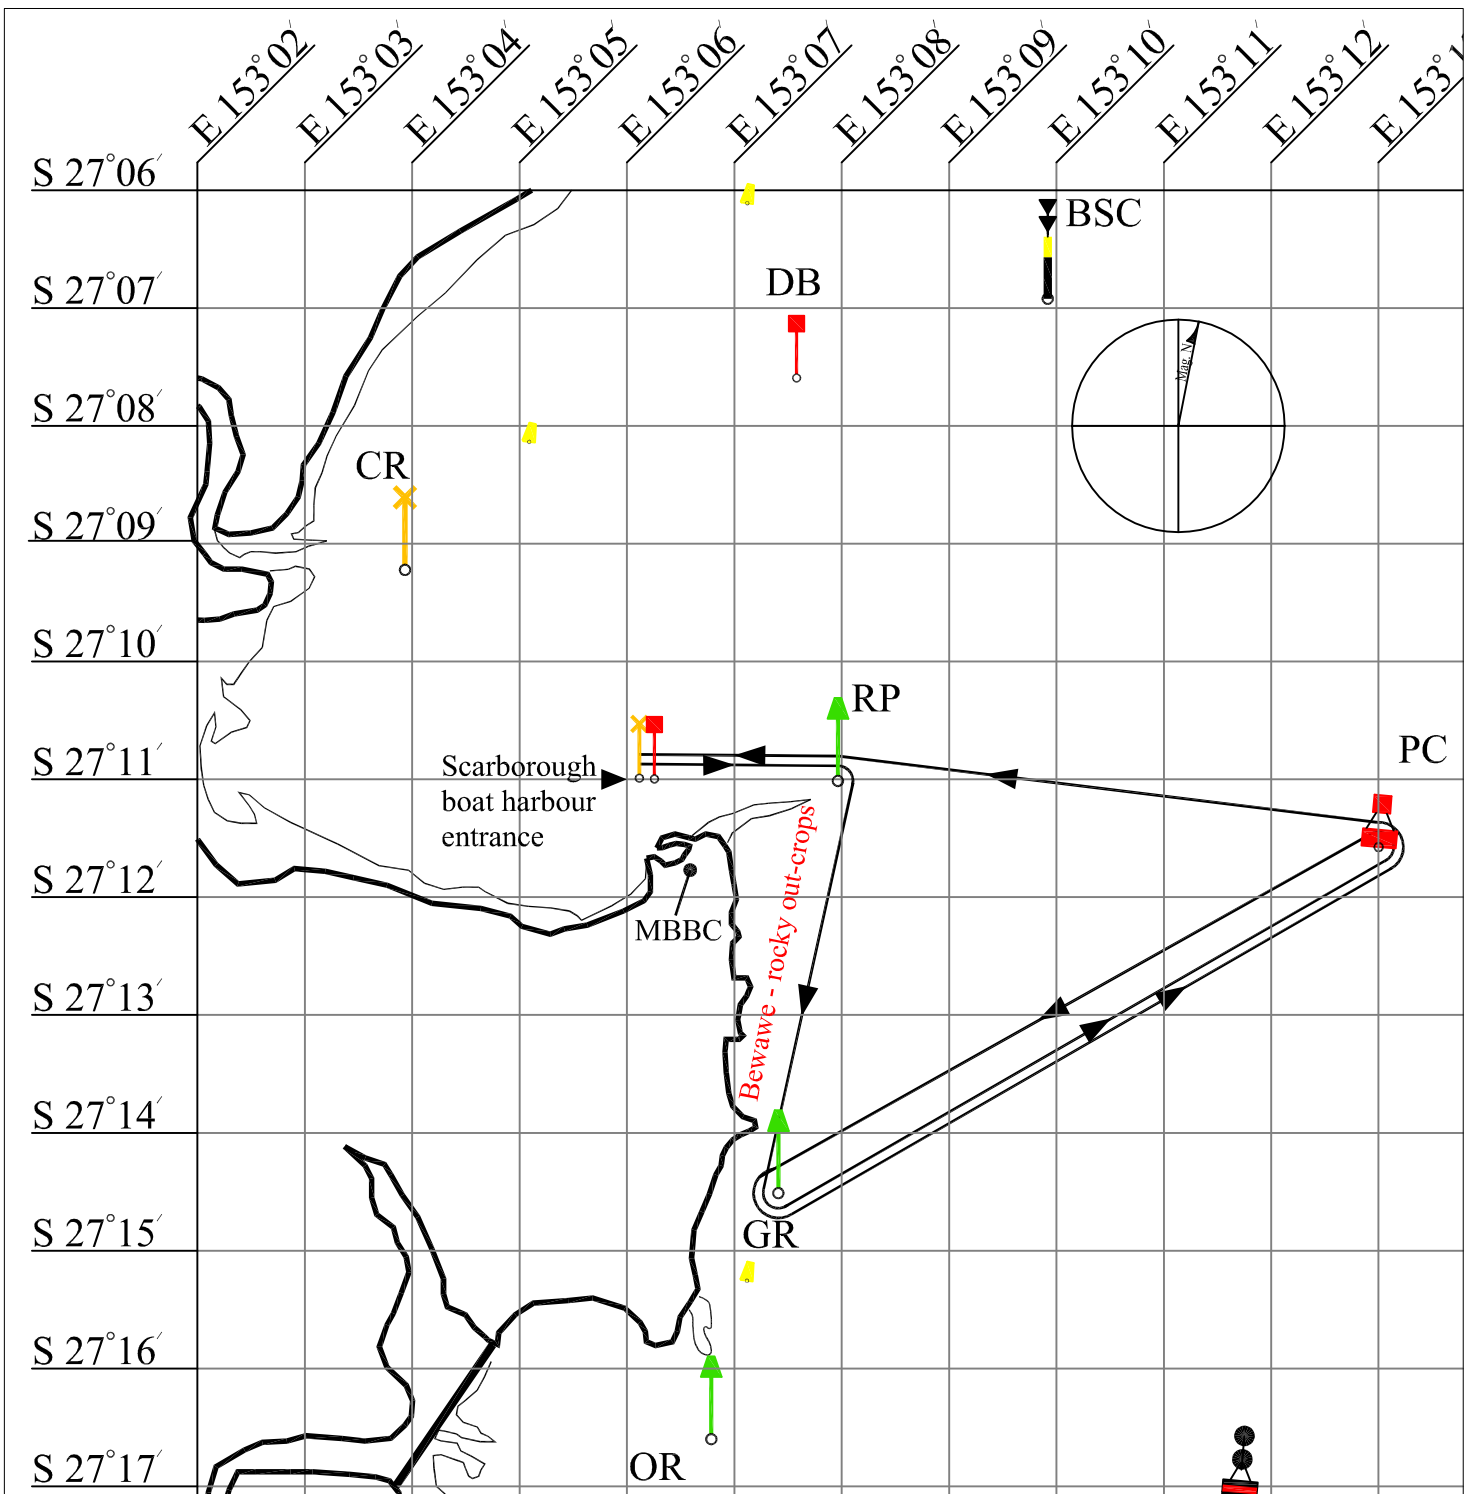 E 153°02′
E 153°03′
E 153°04′
E 153°05′
E 153°06′
E 153°07′
E 153°08′
E 153°09′
E 153°10′
E 153°11′
E 153°12′
S 27°06′
BSC
DB
S 27°07′
Mag. N
S 27°08′
CR
S 27°09′
S 27°10′
RP
PC
S 27°11′
Scarborough
boat harbour
entrance
Bewawe - rocky out-crops
S 27°12′
MBBC
S 27°13′
S 27°14′
S 27°15′
GR
S 27°16′
OR
S 27°17′